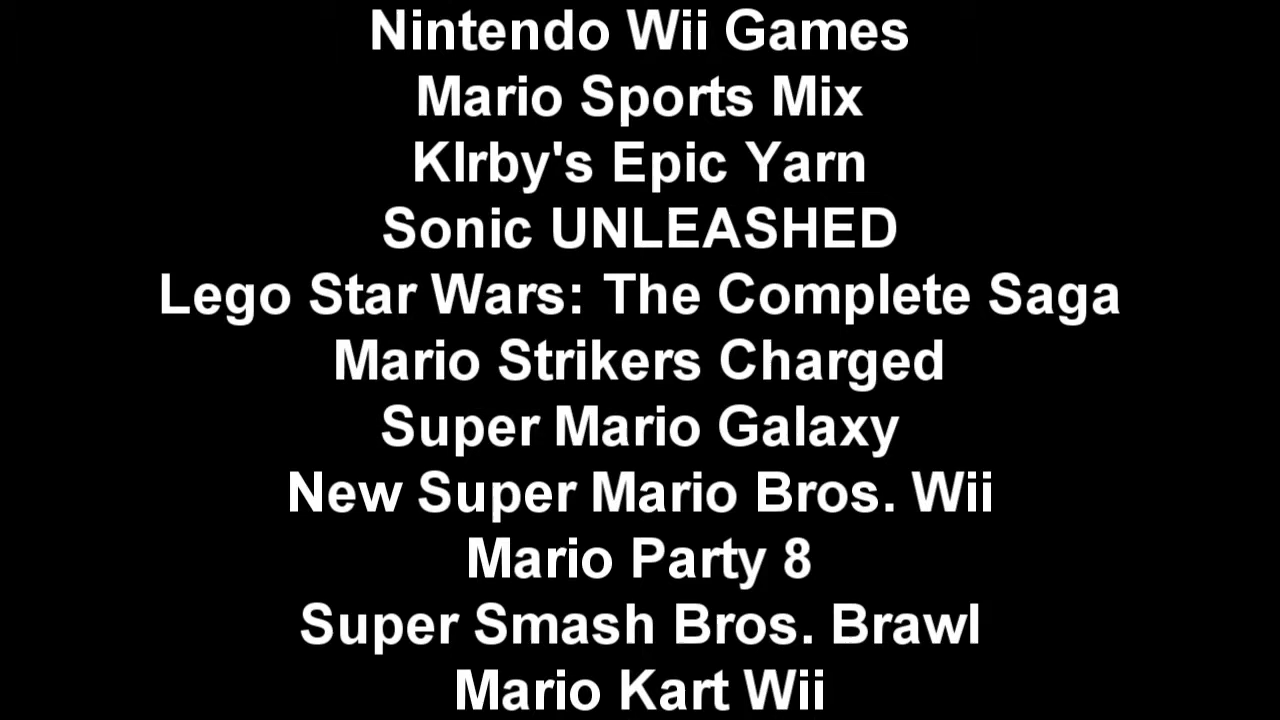 Nintendo Wii Games
Mario Sports Mix
KIrby's Epic Yarn
Sonic UNLEASHED
Lego Star Wars: The Complete Saga
Mario Strikers Charged
Super Mario Galaxy
New Super Mario Bros. Wii
Mario Party 8
Super Smash Bros. Brawl
Mario Kart Wii